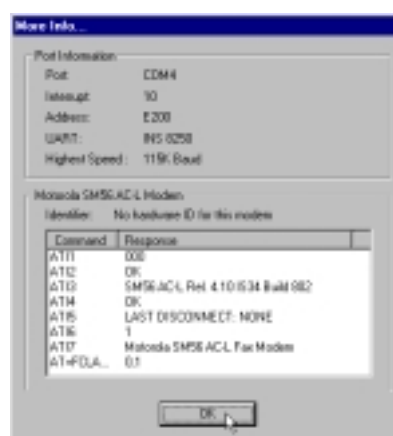 More Info...
Port Information
Port: COM4
Interrupt: 10
Address: E200
UART: INS 8250
Highest Speed: 115K Baud
Motorola SM56 AC-L Modem
Identifier: No hardware ID for this modem
Command Response
ATI1 000
ATI2 OK
ATI3 SM56 AC-L Rel. 4.10 I534 Build 802
ATI4 OK
ATI5 LAST DISCONNECT: NONE
ATI6 1
ATI7 Motorola SM56 AC-L Fax Modem
AT+FCLA... 0,1
OK